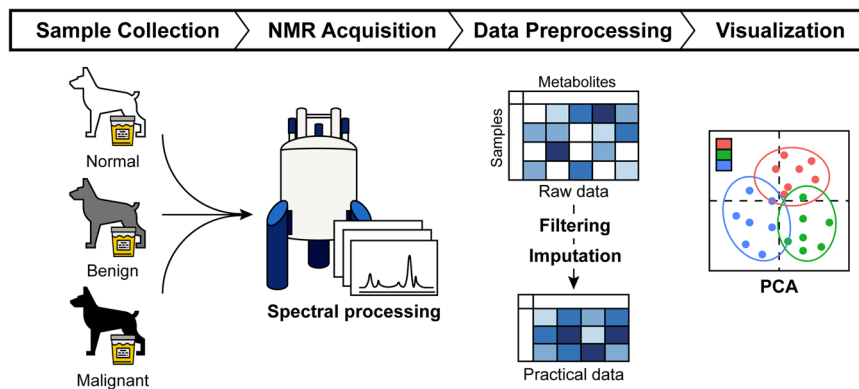 Sample Collection
NMR Acquisition
Data Preprocessing
Visualization
Normal
Benign
Malignant
Spectral processing
Metabolites
Samples
Raw data
Filtering
Imputation
Practical data
PCA